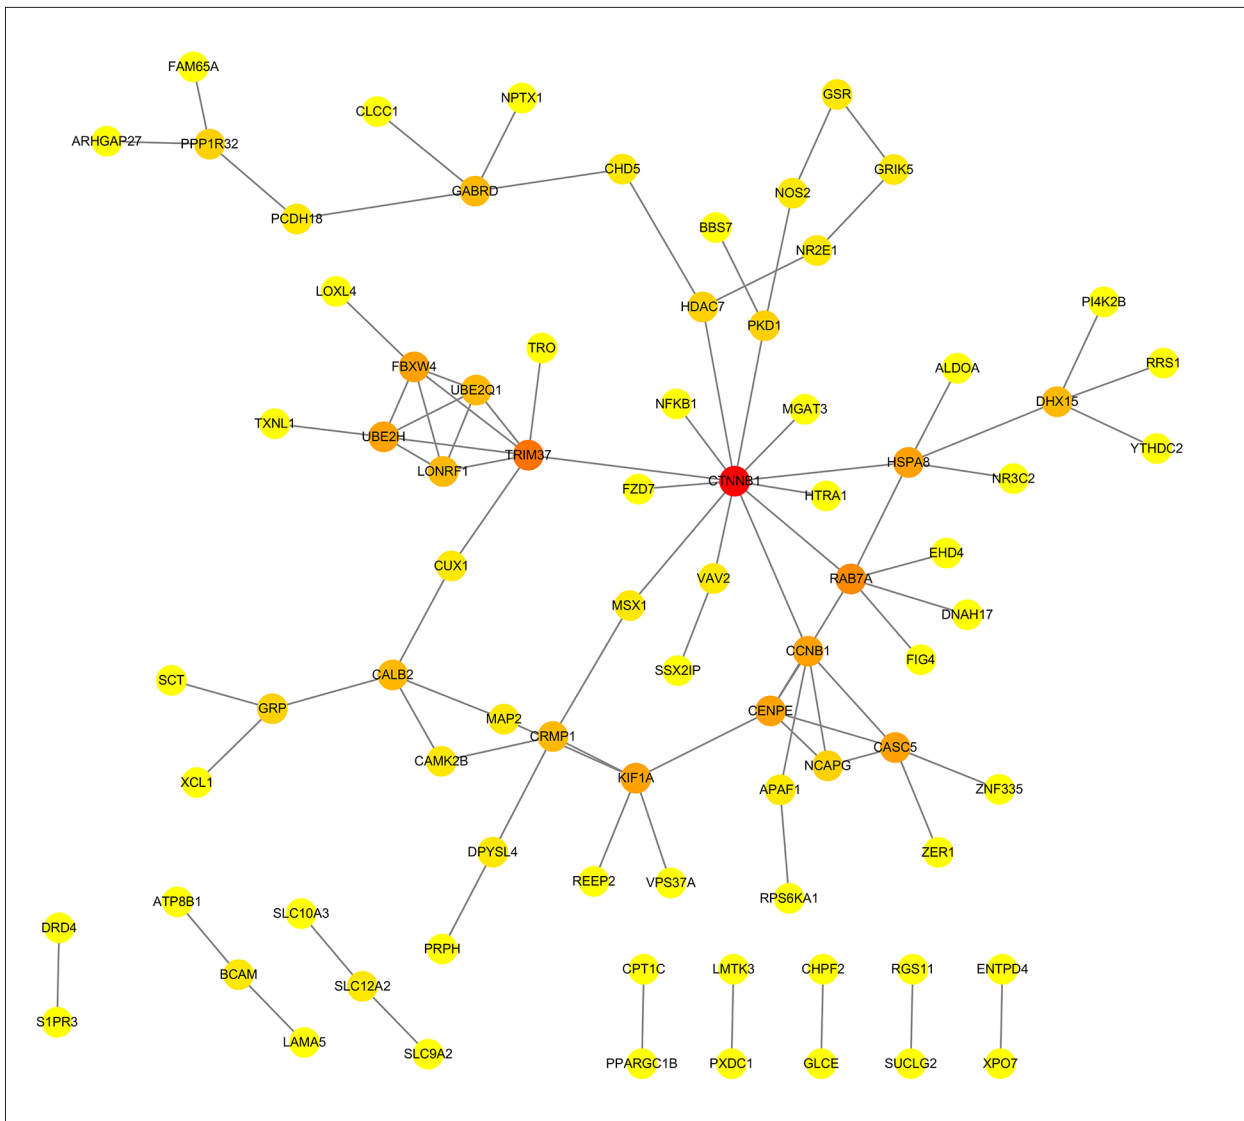 FAM65A
NPTX1
GSR
CLCC1
ARHGAP27
PPP1R32
CHD5
GRIK5
GABRD
NOS2
PCDH18
BBS7
NR2E1
LOXL4
HDAC7
PKD1
PI4K2B
TRO
FBXW4
ALDOA
RRS1
UBE2Q1
DHX15
NFKB1
MGAT3
TXNL1
UBE2H
YTHDC2
TRIM37
LONRF1
HSPA8
CTNNB1
NR3C2
FZD7
HTRA1
EHD4
CUX1
VAV2
RAB7A
MSX1
DNAH17
CCNB1
FIG4
SSX2IP
SCT
CALB2
GRP
MAP2
CENPE
CRMP1
CASC5
CAMK2B
NCAPG
XCL1
KIF1A
APAF1
ZNF335
DPYSL4
ZER1
REEP2
VPS37A
RPS6KA1
ATP8B1
SLC10A3
DRD4
PRPH
BCAM
CPT1C
LMTK3
CHPF2
RGS11
ENTPD4
SLC12A2
S1PR3
LAMA5
SLC9A2
PPARGC1B
PXDC1
GLCE
SUCLG2
XPO7